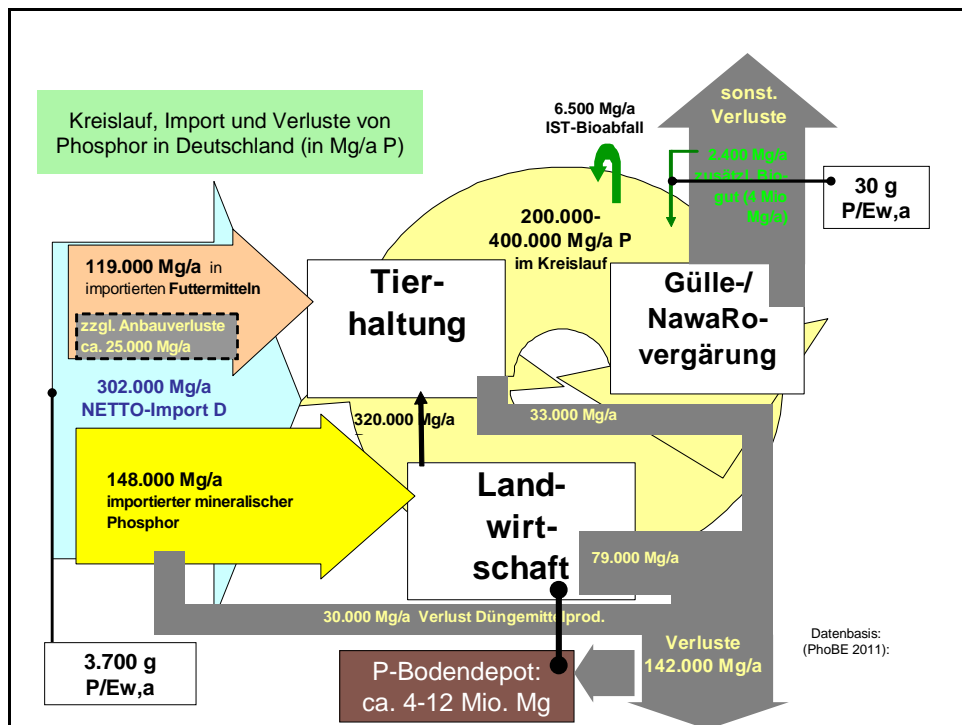 Kreislauf, Import und Verluste von
Phosphor in Deutschland (in Mg/a P)
6.500 Mg/a
IST-Bioabfall
sonst.
Verluste
2.400 Mg/a
zusätzl. Bio-
gut (4 Mio
Mg/a)
30 g
P/Ew,a
200.000-
400.000 Mg/a P
im Kreislauf
119.000 Mg/a in
importierten Futtermitteln
zzgl. Anbauverluste
ca. 25.000 Mg/a
Tier-
haltung
Gülle-/
NawaRo-
vergärung
302.000 Mg/a
NETTO-Import D
320.000 Mg/a
33.000 Mg/a
148.000 Mg/a
importierter mineralischer
Phosphor
Land-
wirt-
schaft
79.000 Mg/a
30.000 Mg/a Verlust Düngemittelprod.
3.700 g
P/Ew,a
P-Bodendepot:
ca. 4-12 Mio. Mg
Verluste
142.000 Mg/a
Datenbasis:
(PhoBE 2011):